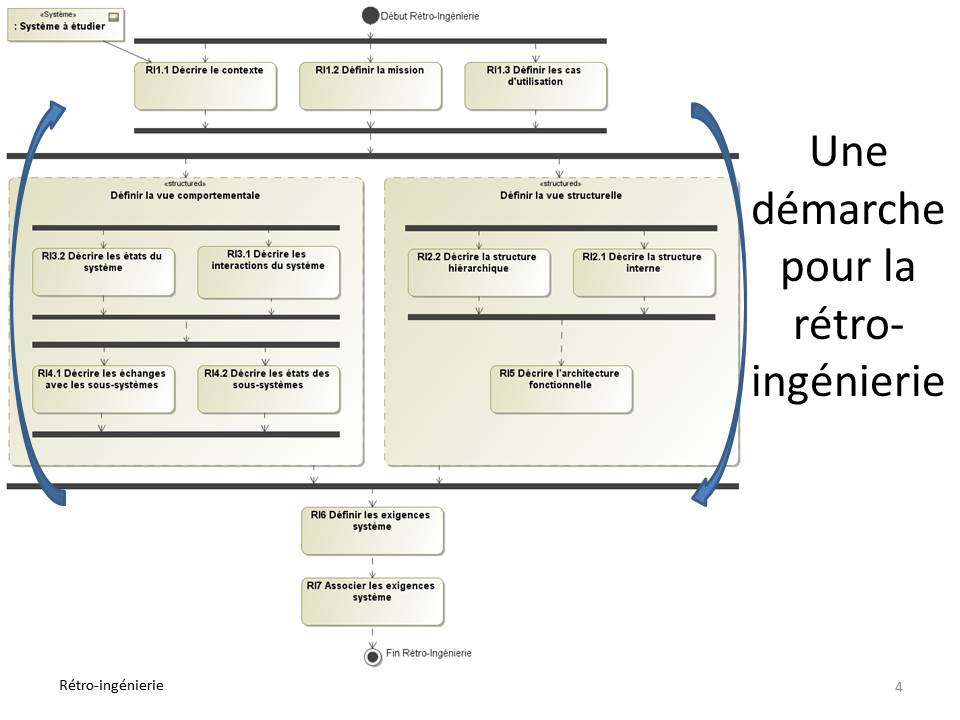 «Système»
: Système à étudier
Début Rétro-Ingénierie
RI1.1 Décrire le contexte
RI1.2 Définir la mission
RI1.3 Définir les cas
d'utilisation
«structured»
Définir la vue comportementale
RI3.2 Décrire les états du
système
RI3.1 Décrire les
interactions du système
RI4.1 Décrire les échanges
avec les sous-systèmes
RI4.2 Décrire les états des
sous-systèmes
«structured»
Définir la vue structurelle
RI2.2 Décrire la structure
hiérarchique
RI2.1 Décrire la structure
interne
RI5 Décrire l'architecture
fonctionnelle
RI6 Définir les exigences
système
RI7 Associer les exigences
système
Fin Rétro-Ingénierie
Une
démarche
pour la
rétro-
ingénierie
Rétro-ingénierie
4